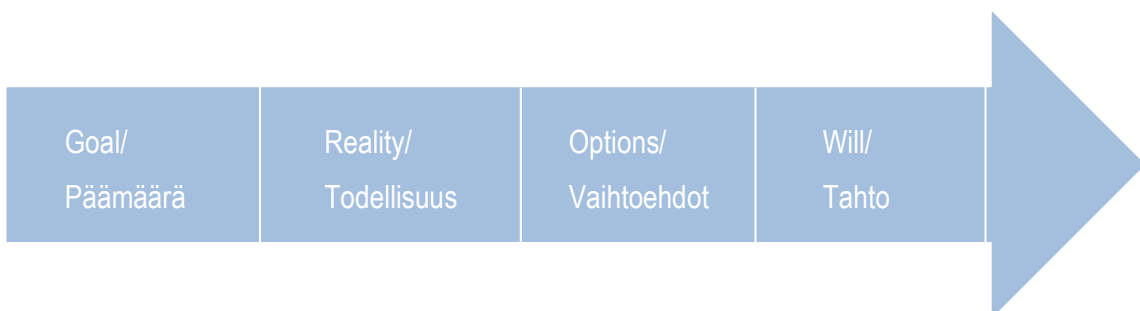 Goal/
Päämäärä
Reality/
Todellisuus
Options/
Vaihtoehdot
Will/
Tahto